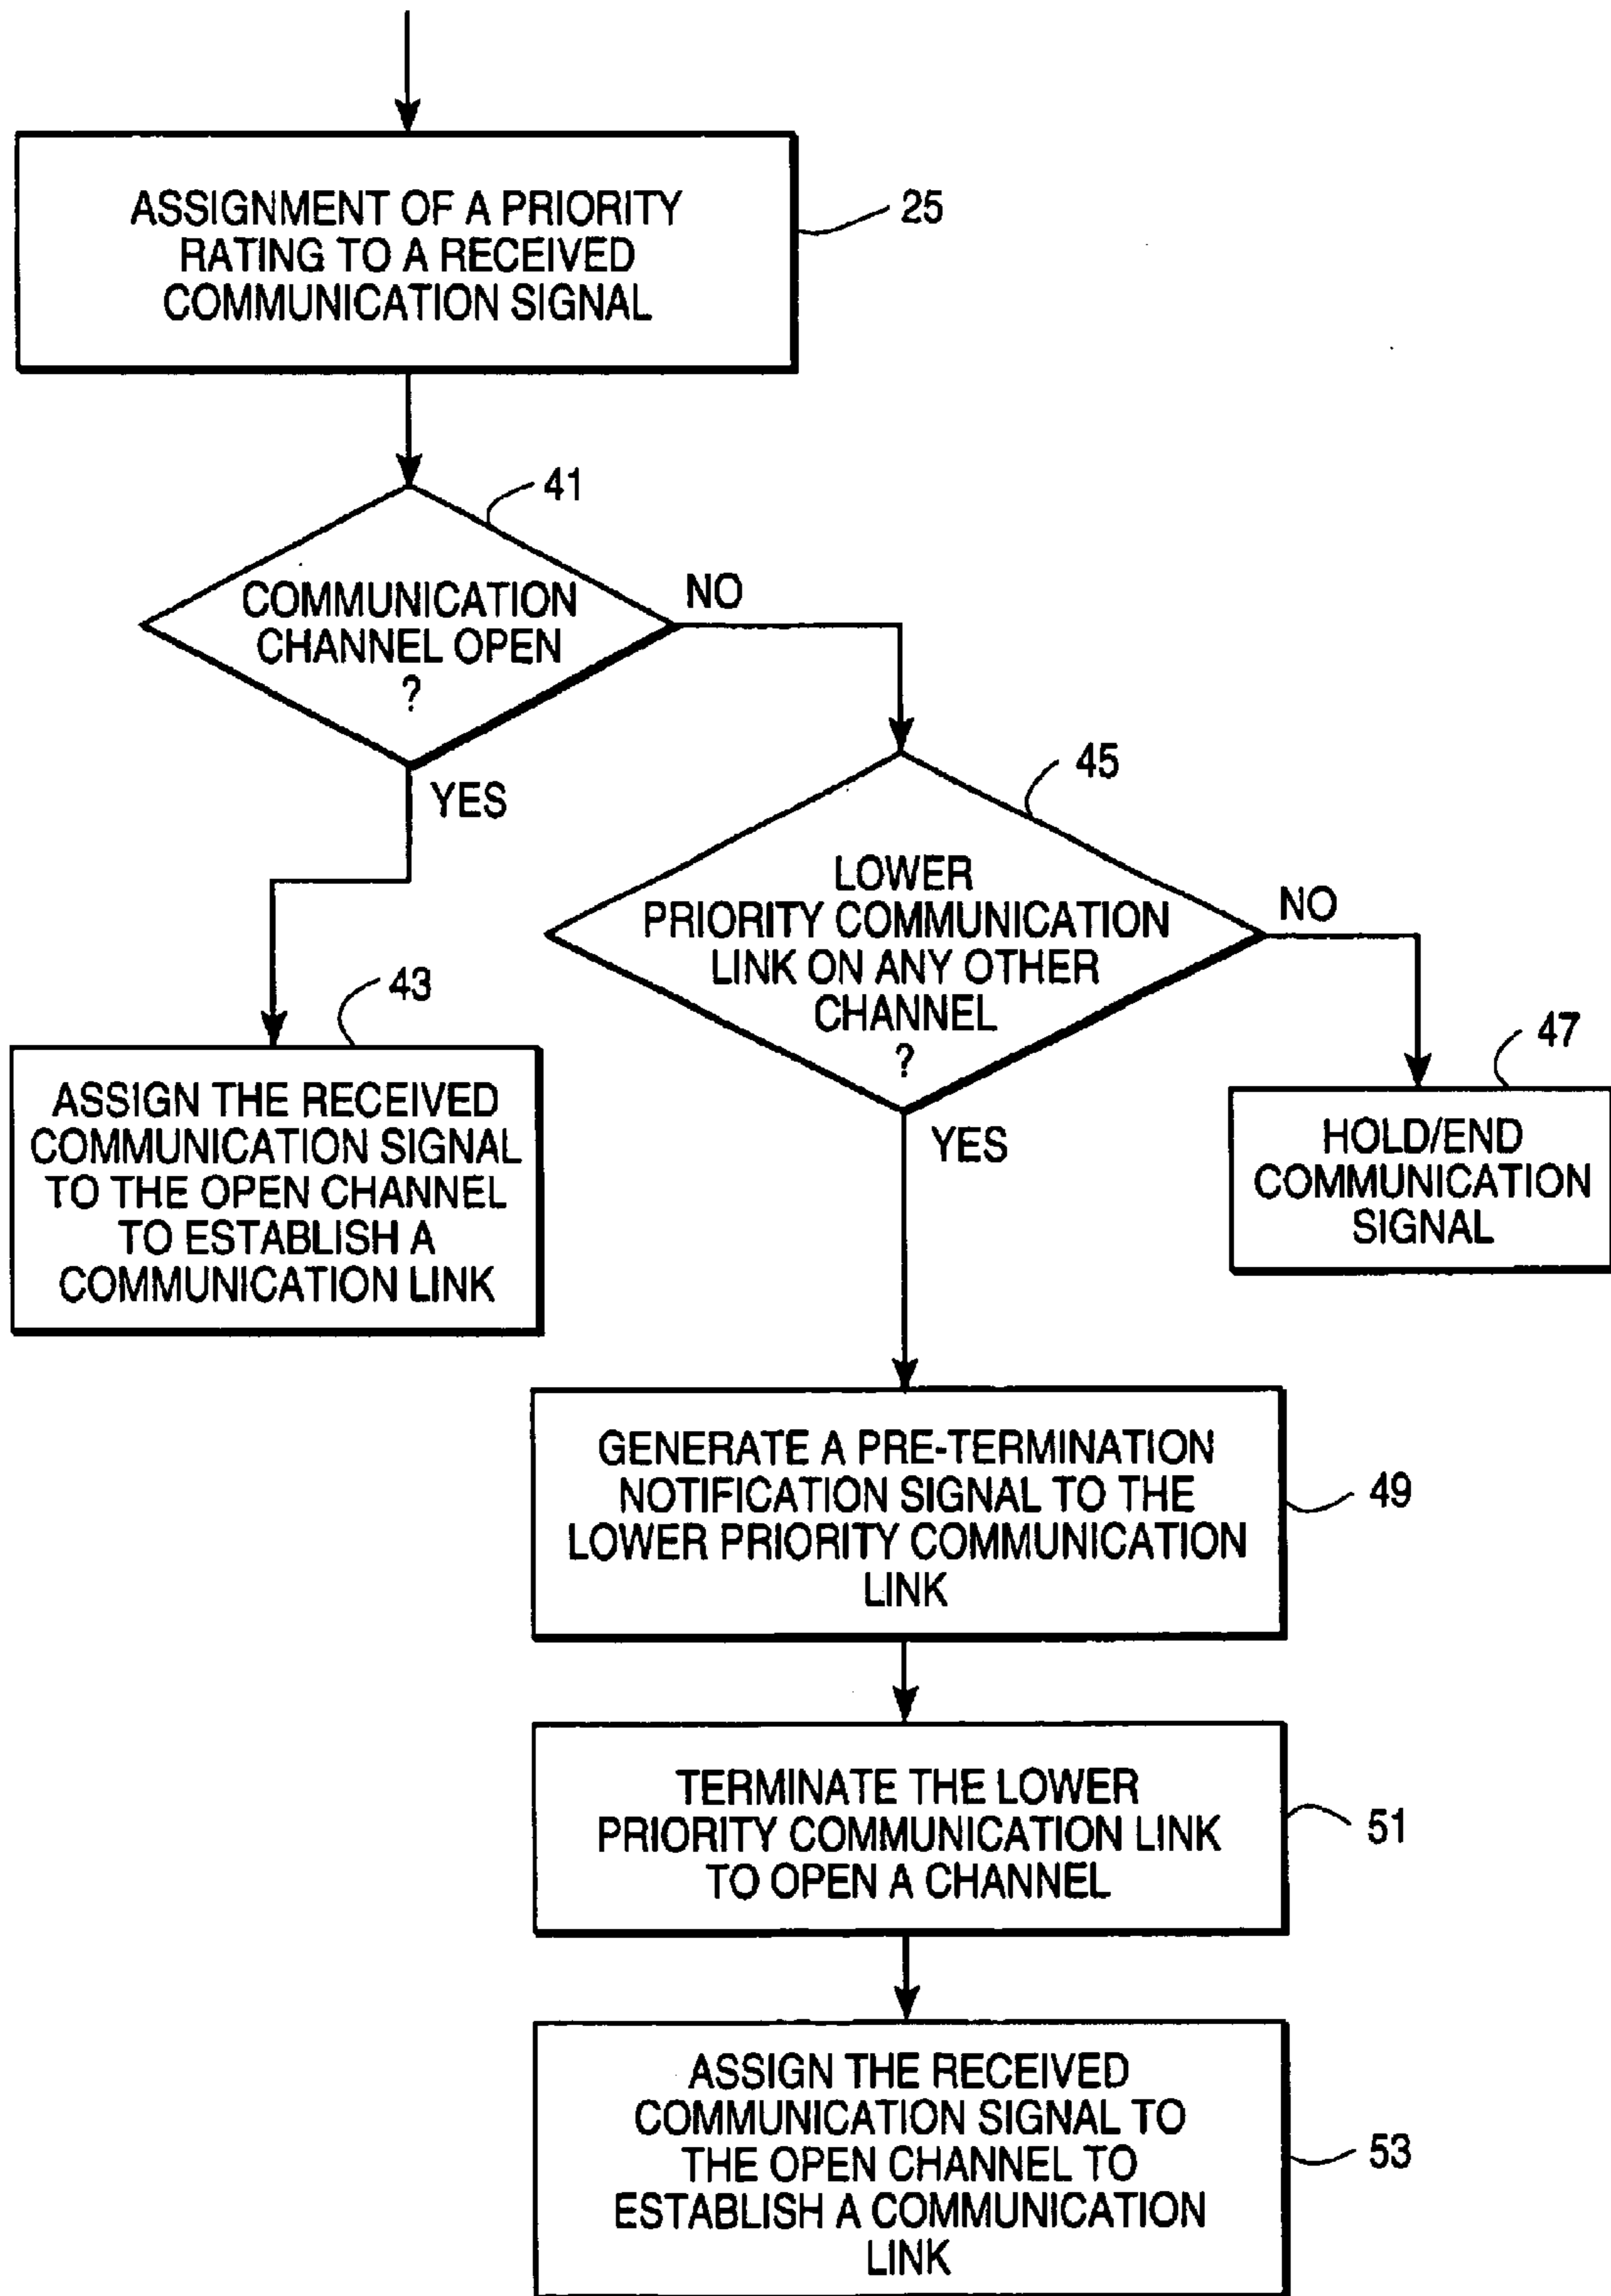 ASSIGNMENT OF A PRIORITY
RATING TO A RECEIVED
COMMUNICATION SIGNAL
25
41
COMMUNICATION
CHANNEL OPEN
?
NO
YES
45
LOWER
PRIORITY COMMUNICATION
LINK ON ANY OTHER
CHANNEL
?
NO
YES
43
ASSIGN THE RECEIVED
COMMUNICATION SIGNAL
TO THE OPEN CHANNEL
TO ESTABLISH A
COMMUNICATION LINK
47
HOLD/END
COMMUNICATION
SIGNAL
GENERATE A PRE-TERMINATION
NOTIFICATION SIGNAL TO THE
LOWER PRIORITY COMMUNICATION
LINK
49
TERMINATE THE LOWER
PRIORITY COMMUNICATION LINK
TO OPEN A CHANNEL
51
ASSIGN THE RECEIVED
COMMUNICATION SIGNAL TO
THE OPEN CHANNEL TO
ESTABLISH A COMMUNICATION
LINK
53